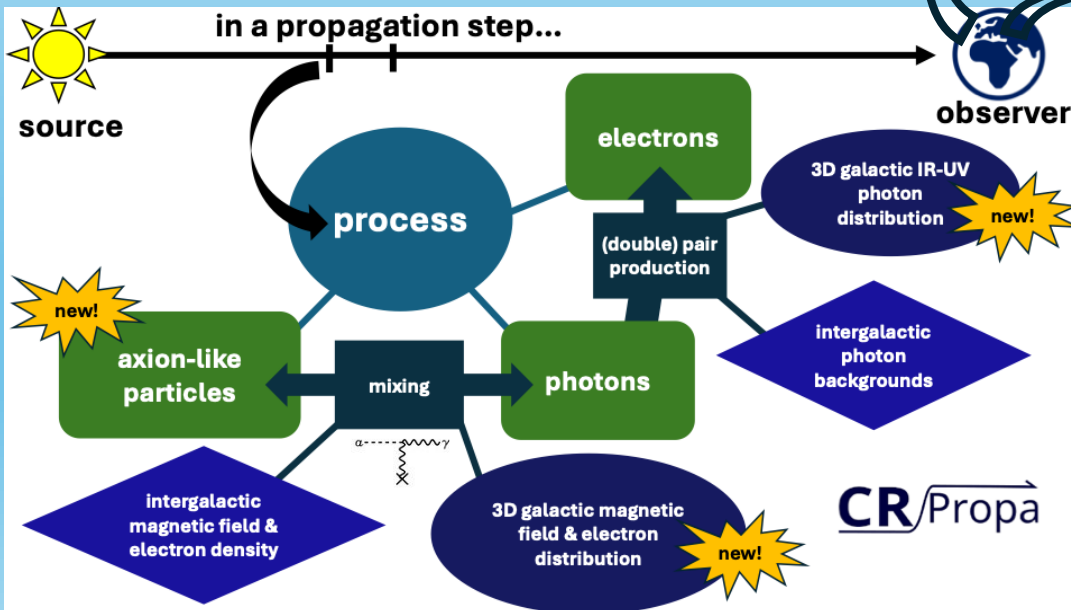 in a propagation step...
source
observer
electrons
3D galactic IR-UV
photon
distribution
new!
process
(double) pair
production
new!
axion-like
particles
mixing
photons
intergalactic
photon
backgrounds
a
γ
intergalactic
magnetic field &
electron density
3D galactic magnetic
field & electron
distribution
new!
CR/Propa